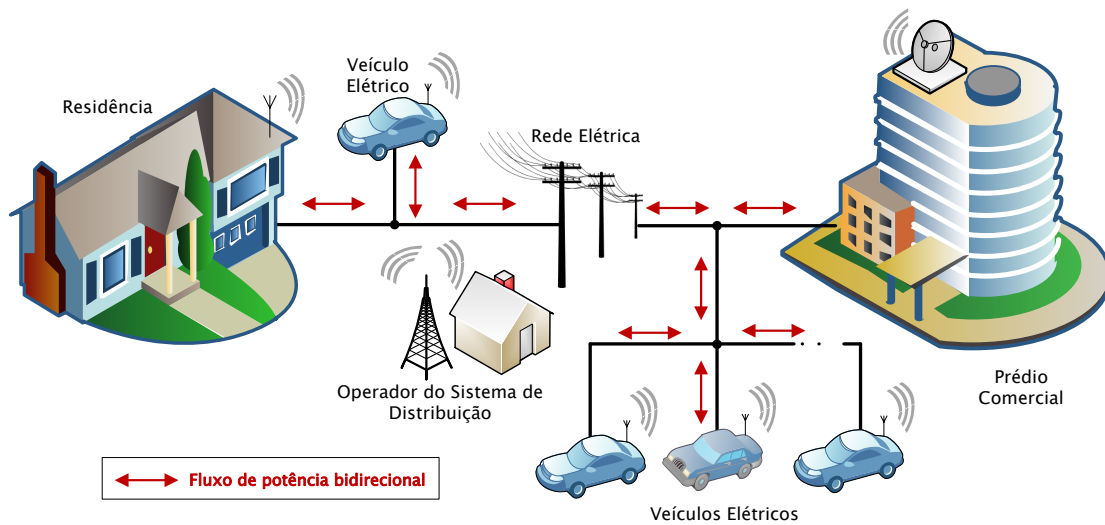 Veículo
Elétrico
Residência
Rede Elétrica
Operador do Sistema de
Distribuição
Prédio
Comercial
Fluxo de potência bidirecional
Veículos Elétricos